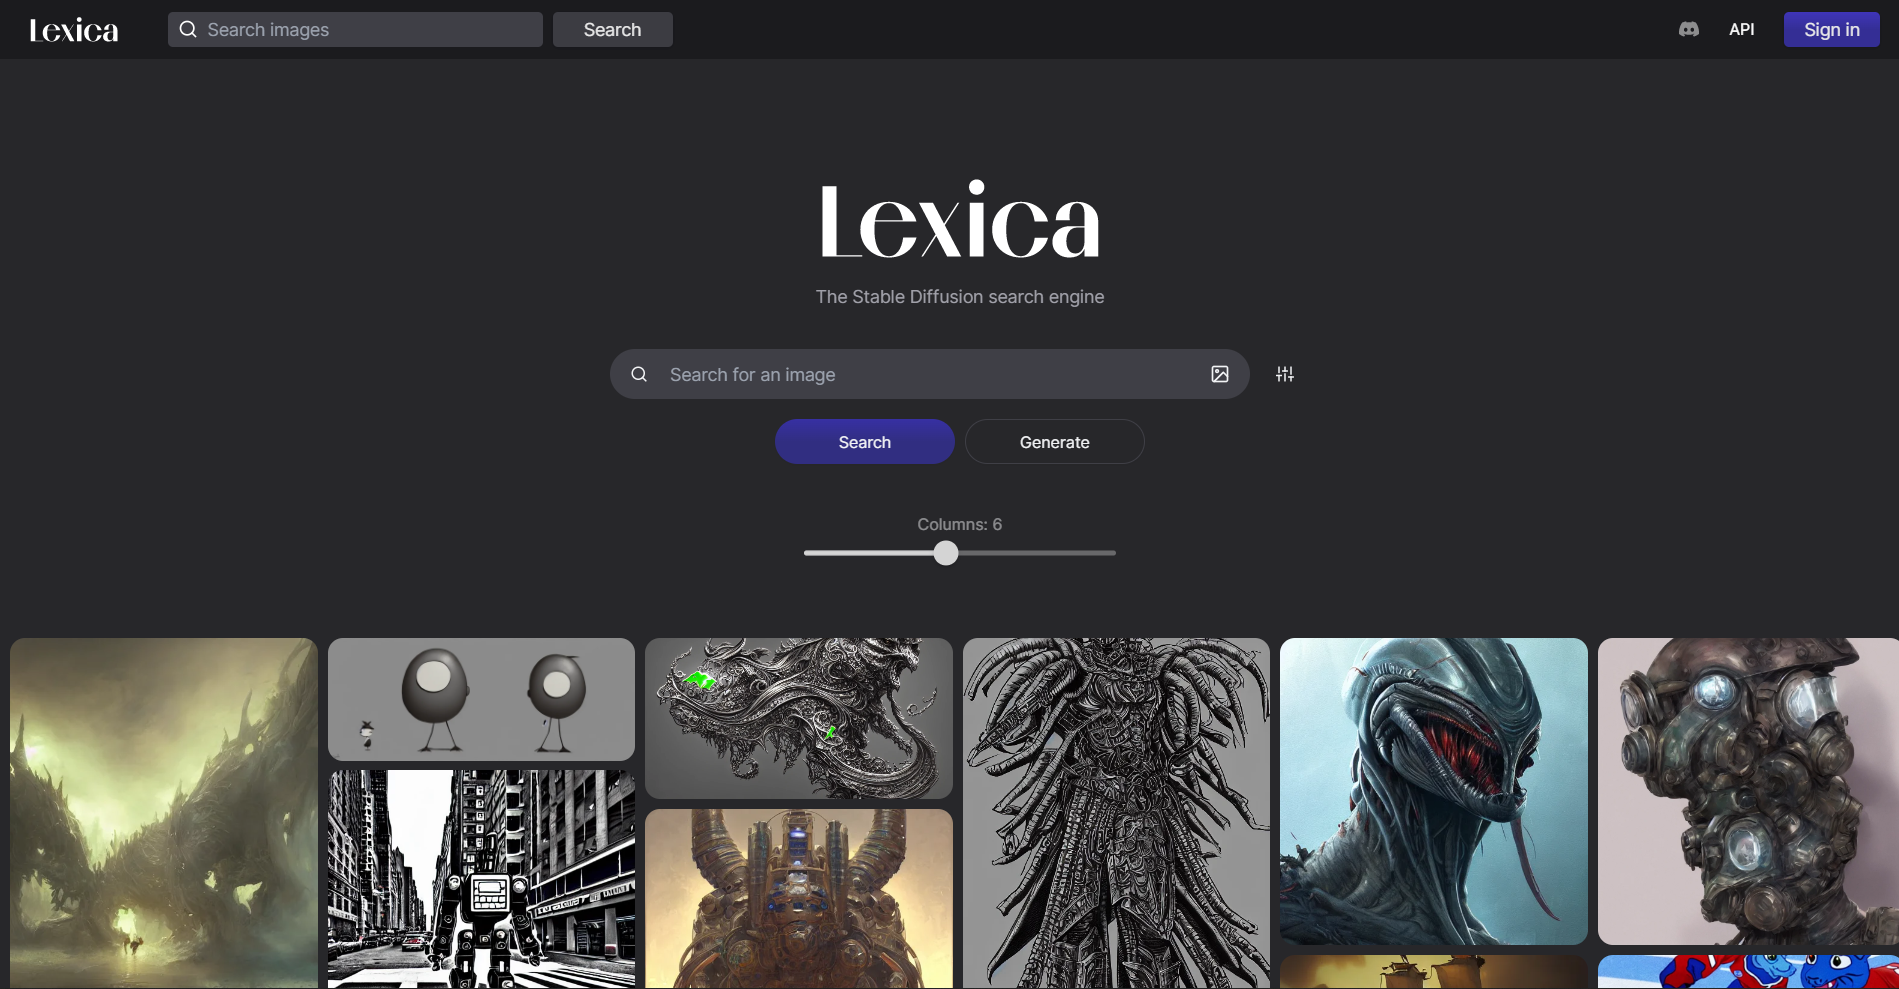 Lexica
Search images
Search
API
Sign in
Lexica
The Stable Diffusion search engine
Search for an image
Search
Generate
Columns: 6